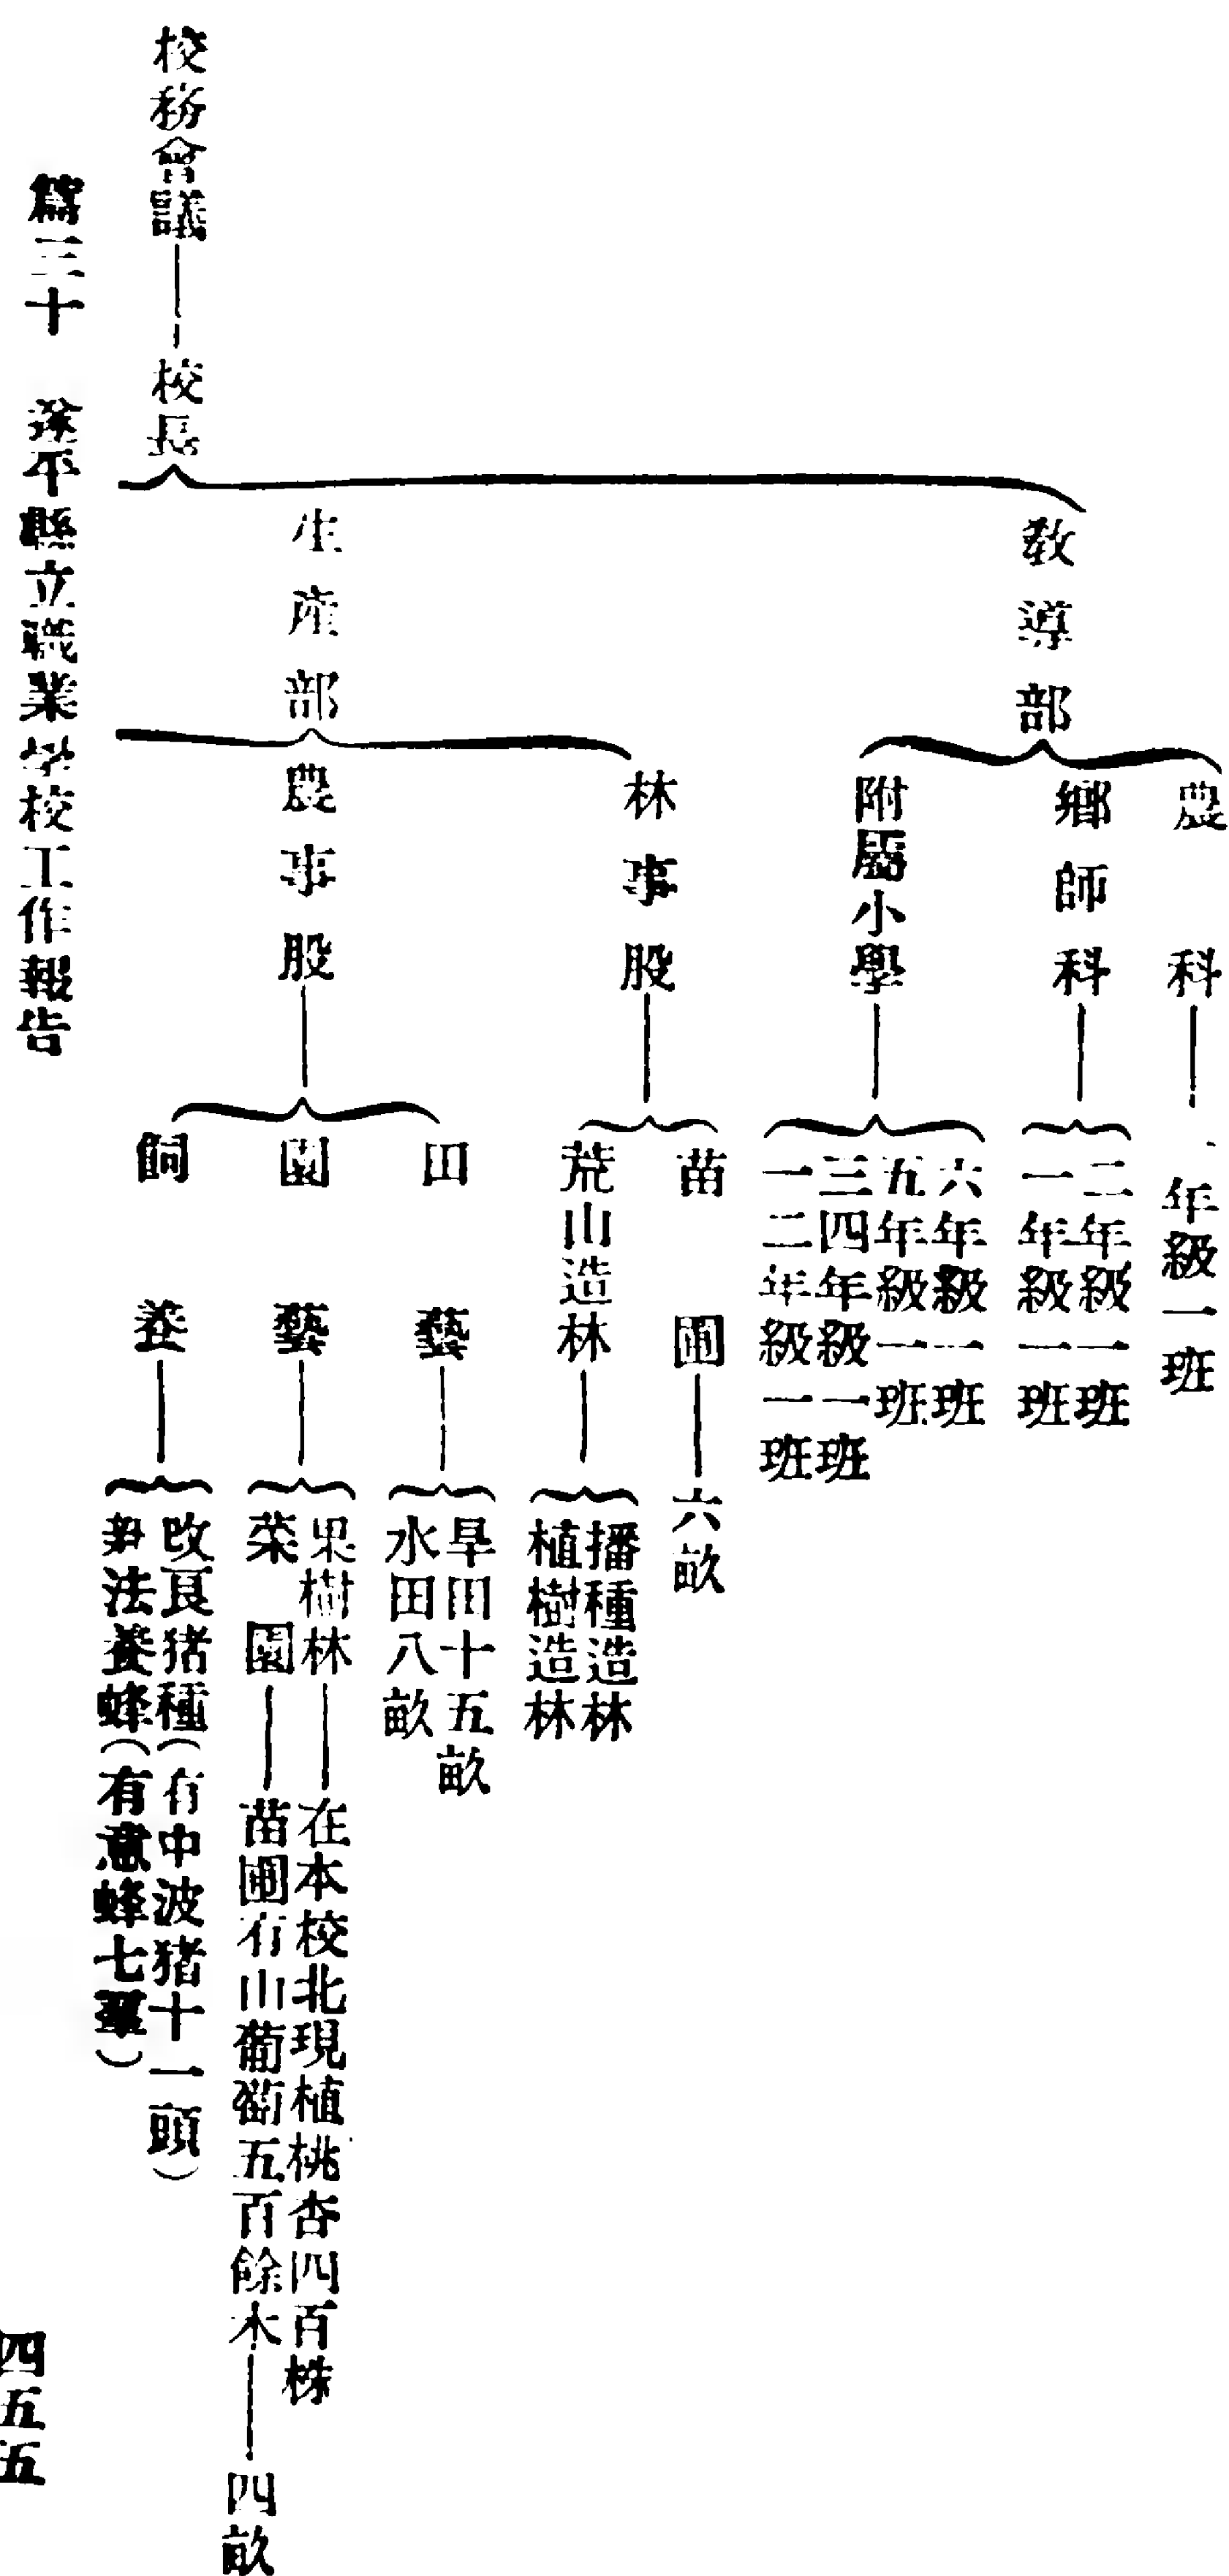 農科
一年級一班
鄉師科
二年級一班
一年級一班
附屬小學
六年級一班
五年級一班
三四年級一班
一二年級一班
教導部
林事股
苗圃
六畝
荒山造林
播種造林
植樹造林
生產部
農事股
田藝
旱田十五畝
水田八畝
園藝
果樹林
在本校北現植桃杏四百株
菜園
苗圃有山葡萄五百餘木
四畝
飼養
改良猪種(有中波猪十一頭)
法養蜂(有意蜂七羣)
校務會議
校長
篇三十 遂平縣立職業學校工作報告
四五五